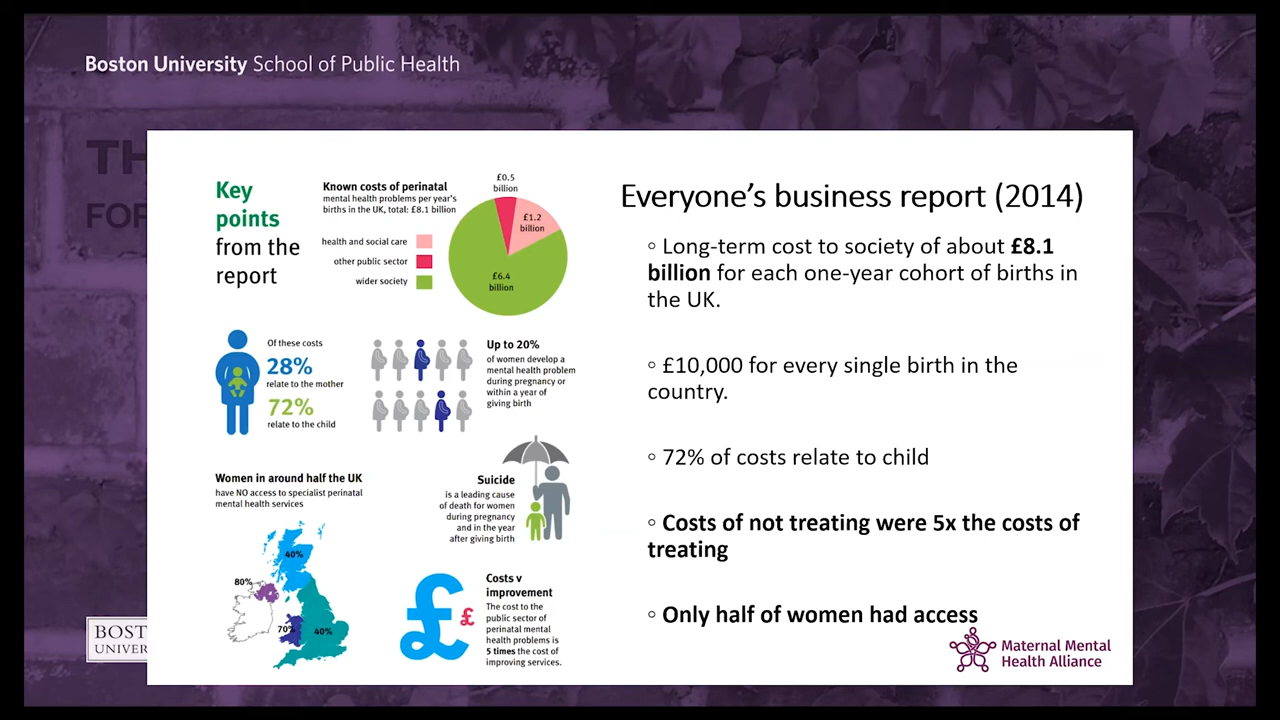 Boston University School of Public Health
TH
FOR
Key
points
from the
report
Known costs of perinatal
mental health problems per year's
births in the UK, total: £8.1 billion
health and social care
other public sector
wider society
£0.5
billion
£1.2
billion
£6.4
billion
Of these costs
28%
relate to the mother
72%
relate to the child
Up to 20%
of women develop a
mental health problem
during pregnancy or
within a year of
giving birth
Women in around half the UK
have NO access to specialist perinatal
mental health services
40%
80%
70%
40%
Suicide
is a leading cause
of death for women
during pregnancy
and in the year
after giving birth
£
£
Costs v
improvement
The cost to the
public sector of
perinatal mental
health problems is
5 times the cost of
improving services.
Everyone's business report (2014)
◦ Long-term cost to society of about £8.1
billion for each one-year cohort of births in
the UK.
◦ £10,000 for every single birth in the
country.
◦ 72% of costs relate to child
◦ Costs of not treating were 5x the costs of
treating
◦ Only half of women had access
Maternal Mental
Health Alliance
BOST
UNIVER